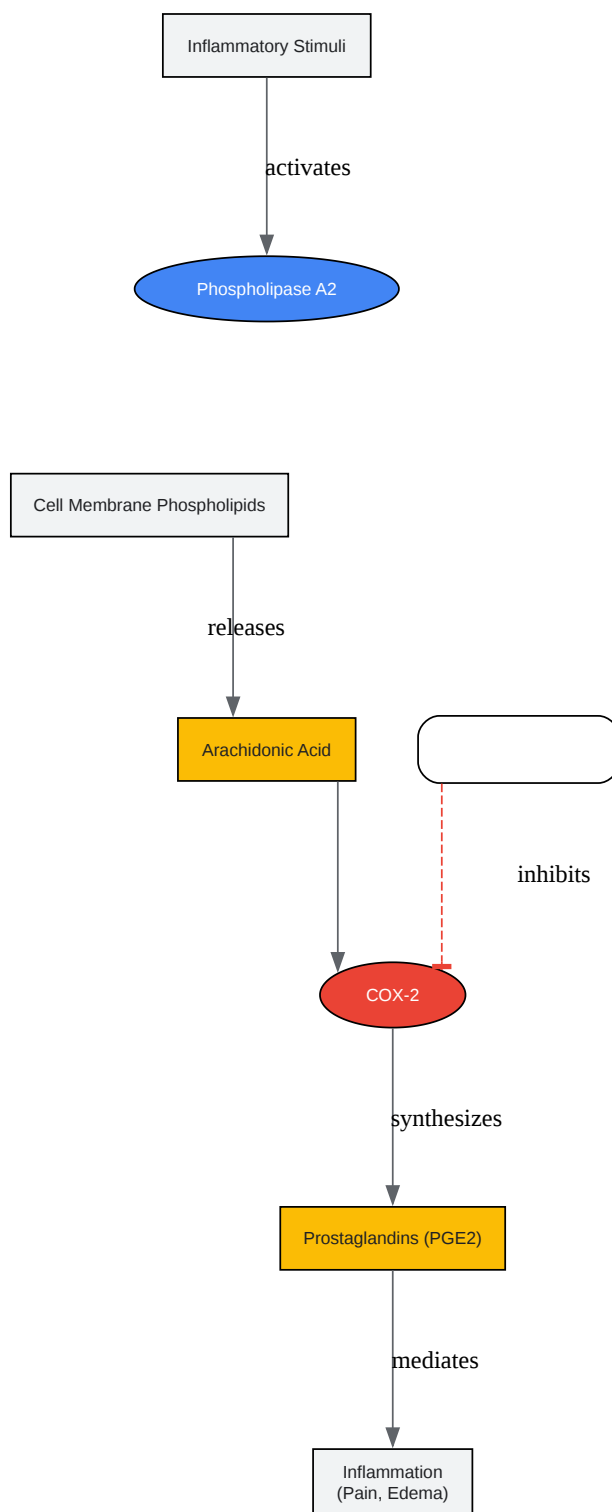 Inflammatory Stimuli
activates
Phospholipase A2
Cell Membrane Phospholipids
releases
Arachidonic Acid
inhibits
COX-2
synthesizes
Prostaglandins (PGE2)
mediates
Inflammation
(Pain, Edema)